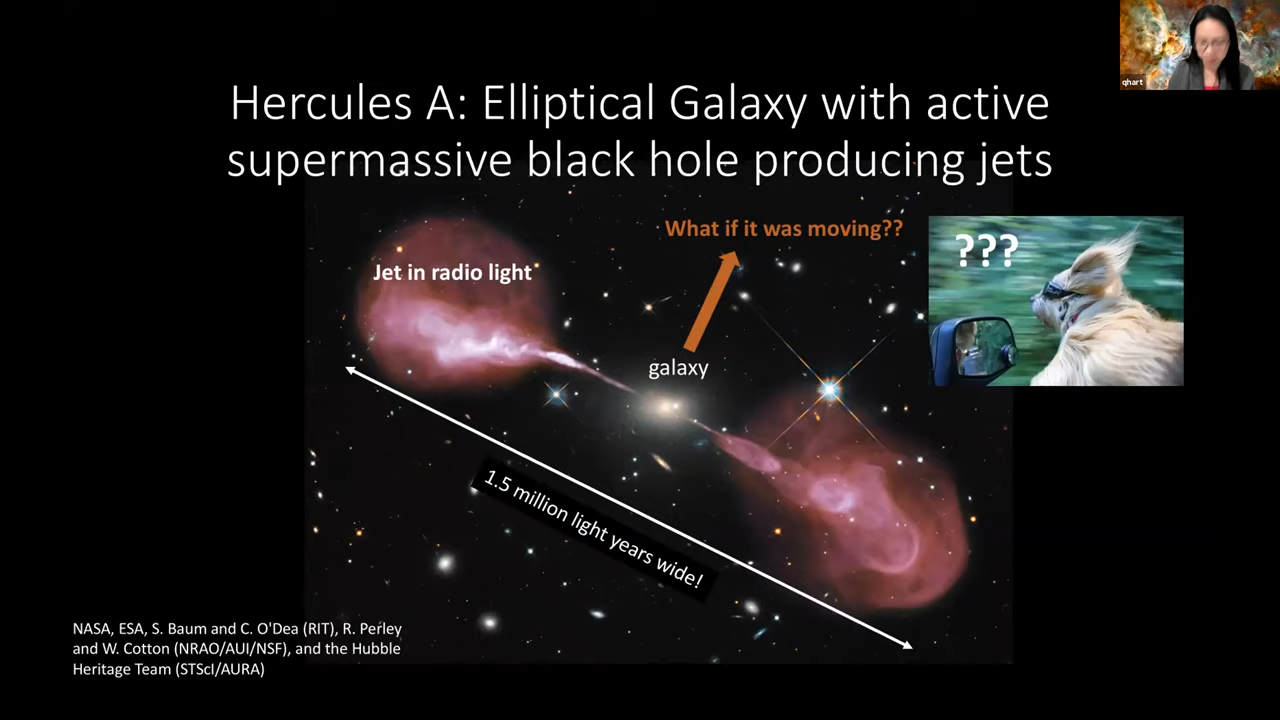 qhart
Hercules A: Elliptical Galaxy with active
supermassive black hole producing jets
What if it was moving??
???
Jet in radio light
galaxy
1.5 million light years wide!
NASA, ESA, S. Baum and C. O'Dea (RIT), R. Perley
and W. Cotton (NRAO/AUI/NSF), and the Hubble
Heritage Team (STScI/AURA)